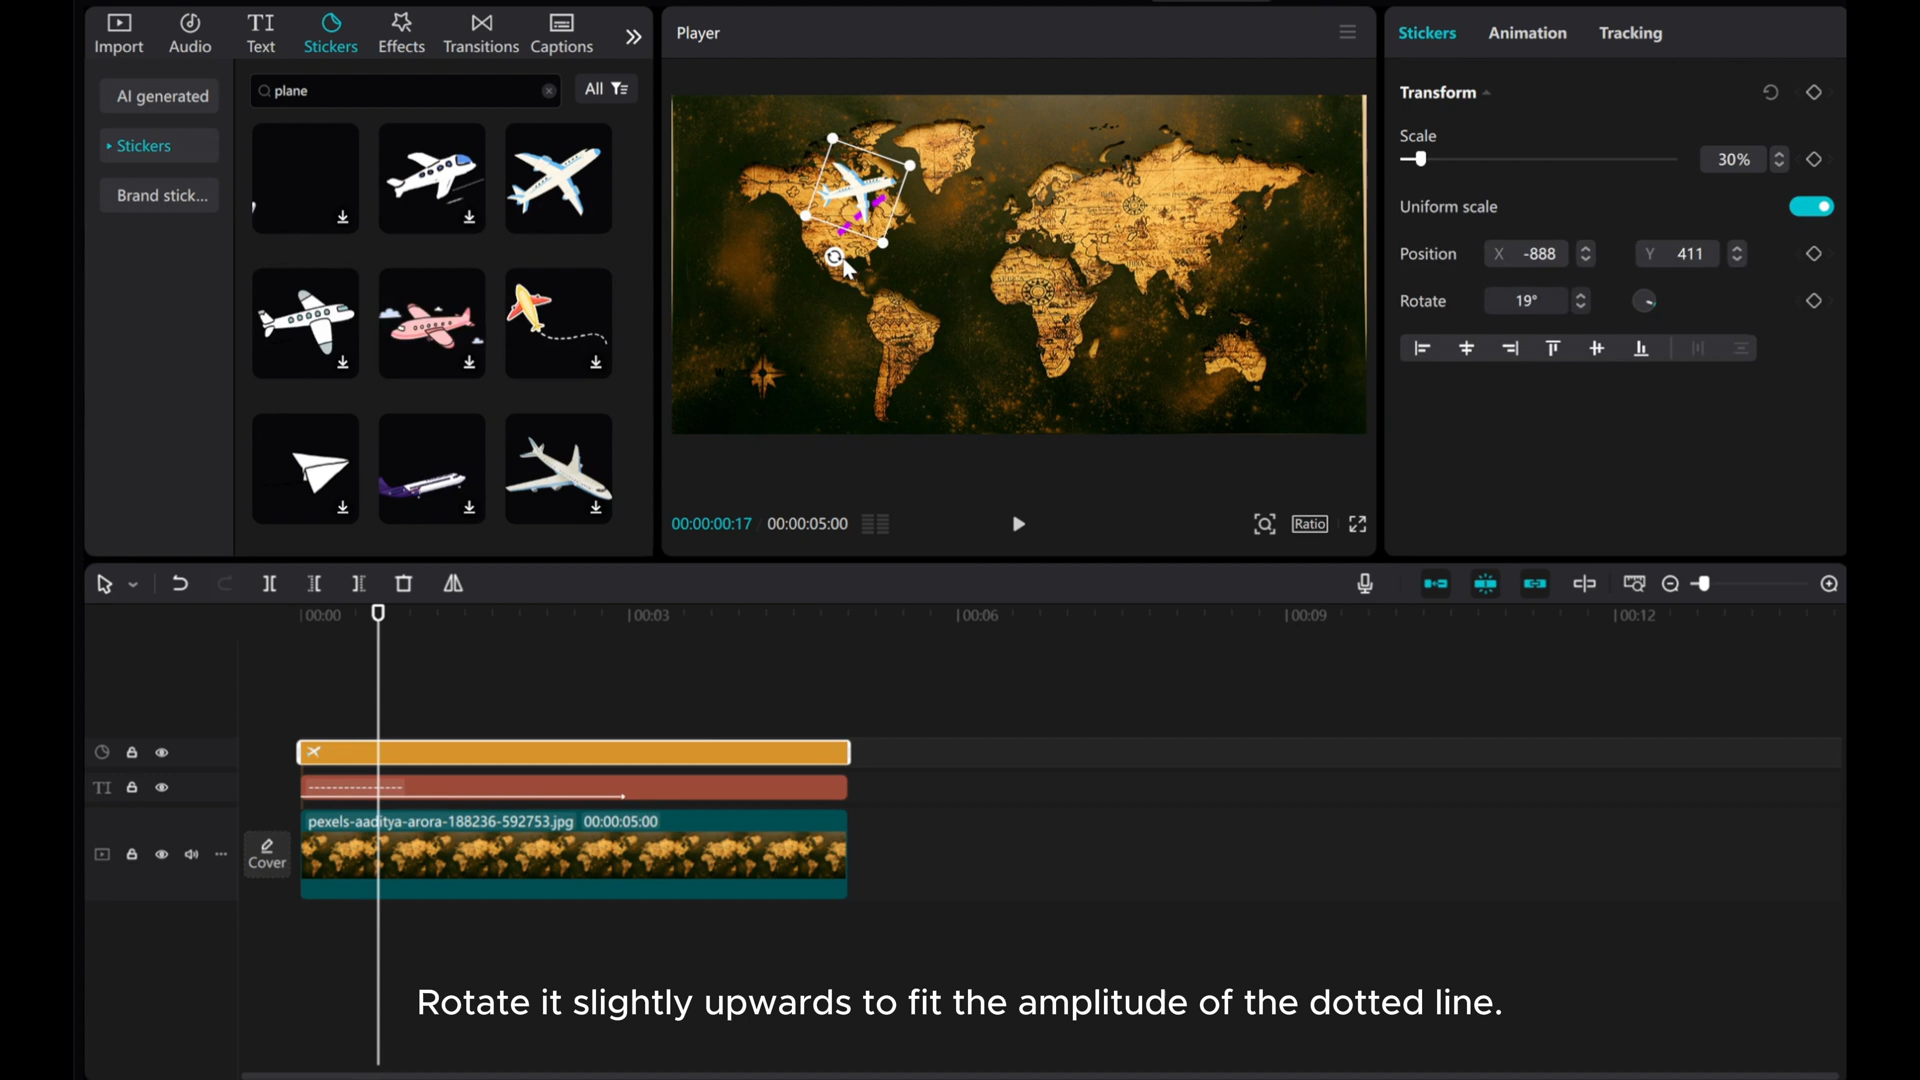 Import
Audio
TI
Text
Stickers
Effects
Transitions
Captions
Player
Stickers
Animation
Tracking
AI generated
Stickers
Brand stick...
plane
All
Transform
Scale
30%
Uniform scale
Position
X -888
Y 411
Rotate
19°
00:00:00:17
00:00:05:00
Ratio
00:00
00:03
00:06
00:09
00:12
TI
pexels-aaditya-arora-188236-592753.jpg 00:00:05:00
Cover
Rotate it slightly upwards to fit the amplitude of the dotted line.